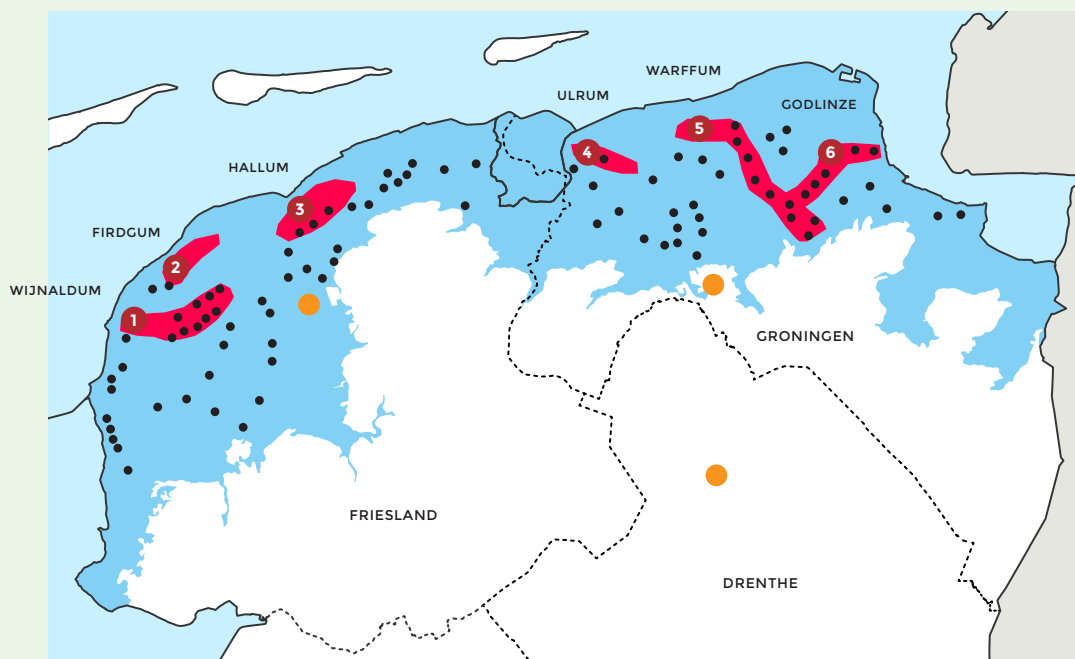 WARFFUM
ULRUM
GODLINZE
5
4
6
HALLUM
3
FIRDGUM
2
WIJNALDUM
1
GRONINGEN
FRIESLAND
DRENTHE